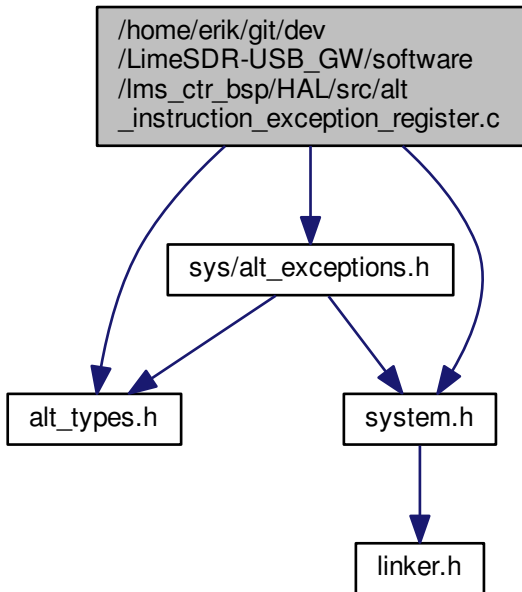 /home/erik/git/dev
/LimeSDR-USB_GW/software
/lms_ctr_bsp/HAL/src/alt
_instruction_exception_register.c
sys/alt_exceptions.h
alt_types.h
system.h
linker.h